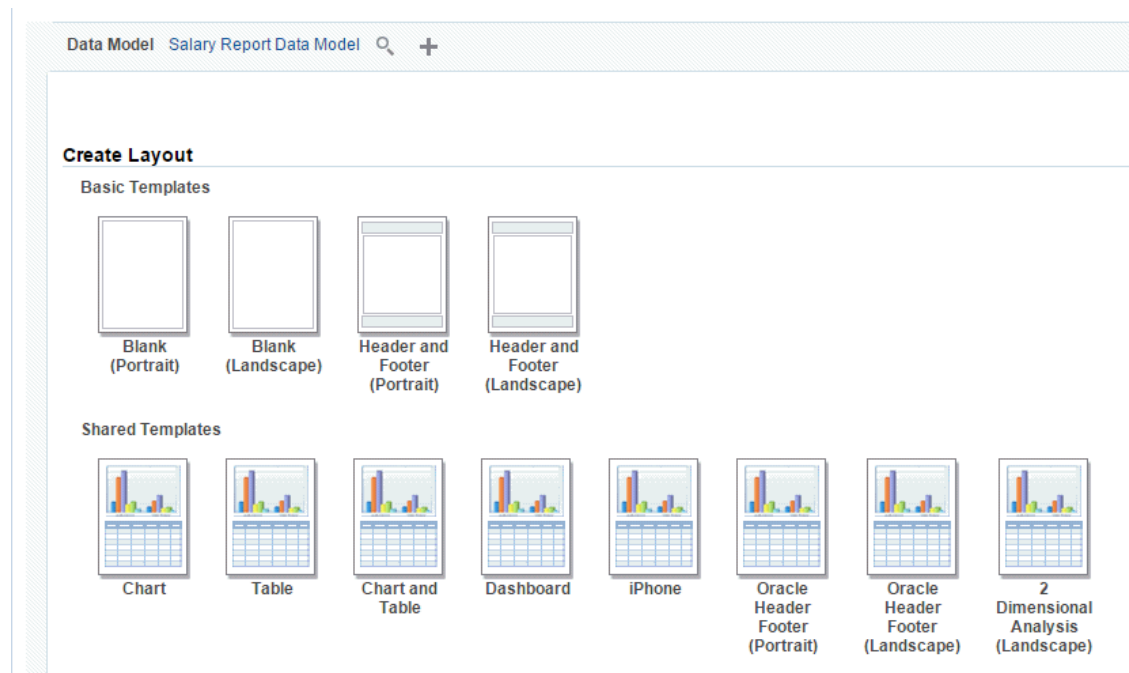 Data Model Salary Report Data Model
Create Layout
Basic Templates
Blank
(Portrait)
Blank
(Landscape)
Header and
Footer
(Portrait)
Header and
Footer
(Landscape)
Shared Templates
Chart
Table
Chart and
Table
Dashboard
iPhone
Oracle
Header
Footer
(Portrait)
Oracle
Header
Footer
(Landscape)
2
Dimensional
Analysis
(Landscape)